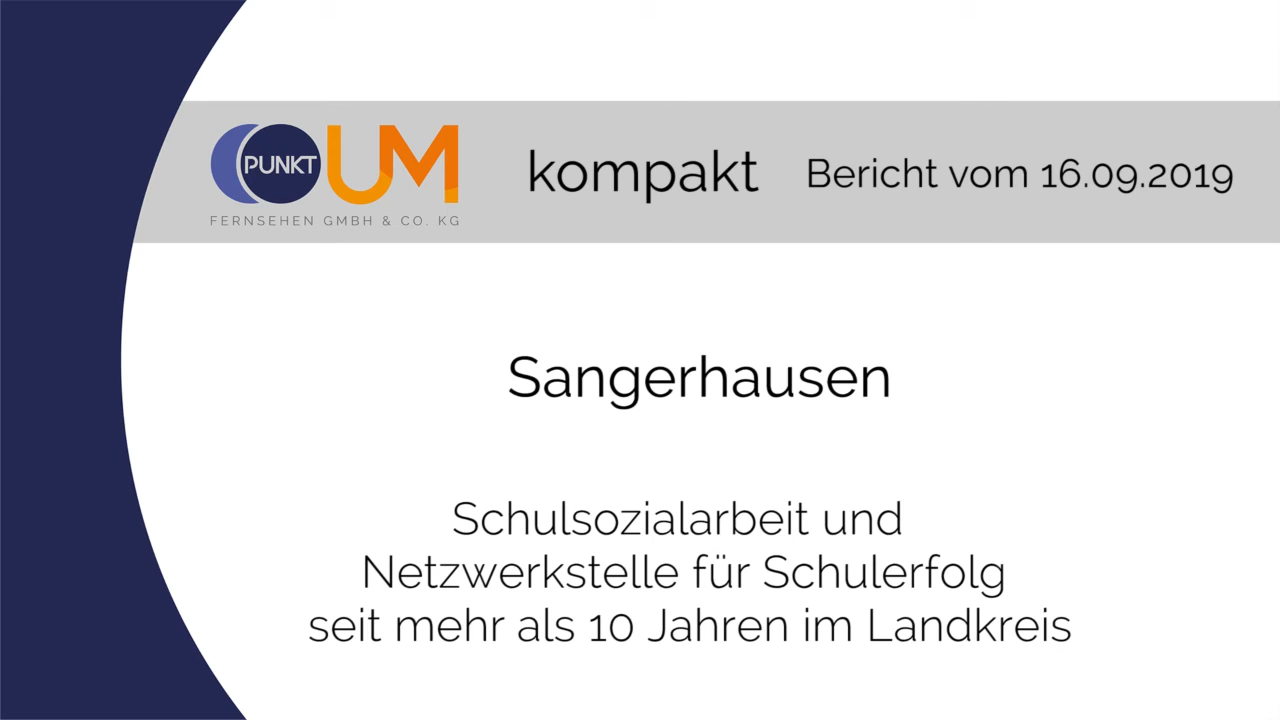 PUNKT UM
FERNSEHEN GMBH & CO. KG
kompakt
Bericht vom 16.09.2019
Sangerhausen
Schulsozialarbeit und
Netzwerkstelle für Schulerfolg
seit mehr als 10 Jahren im Landkreis